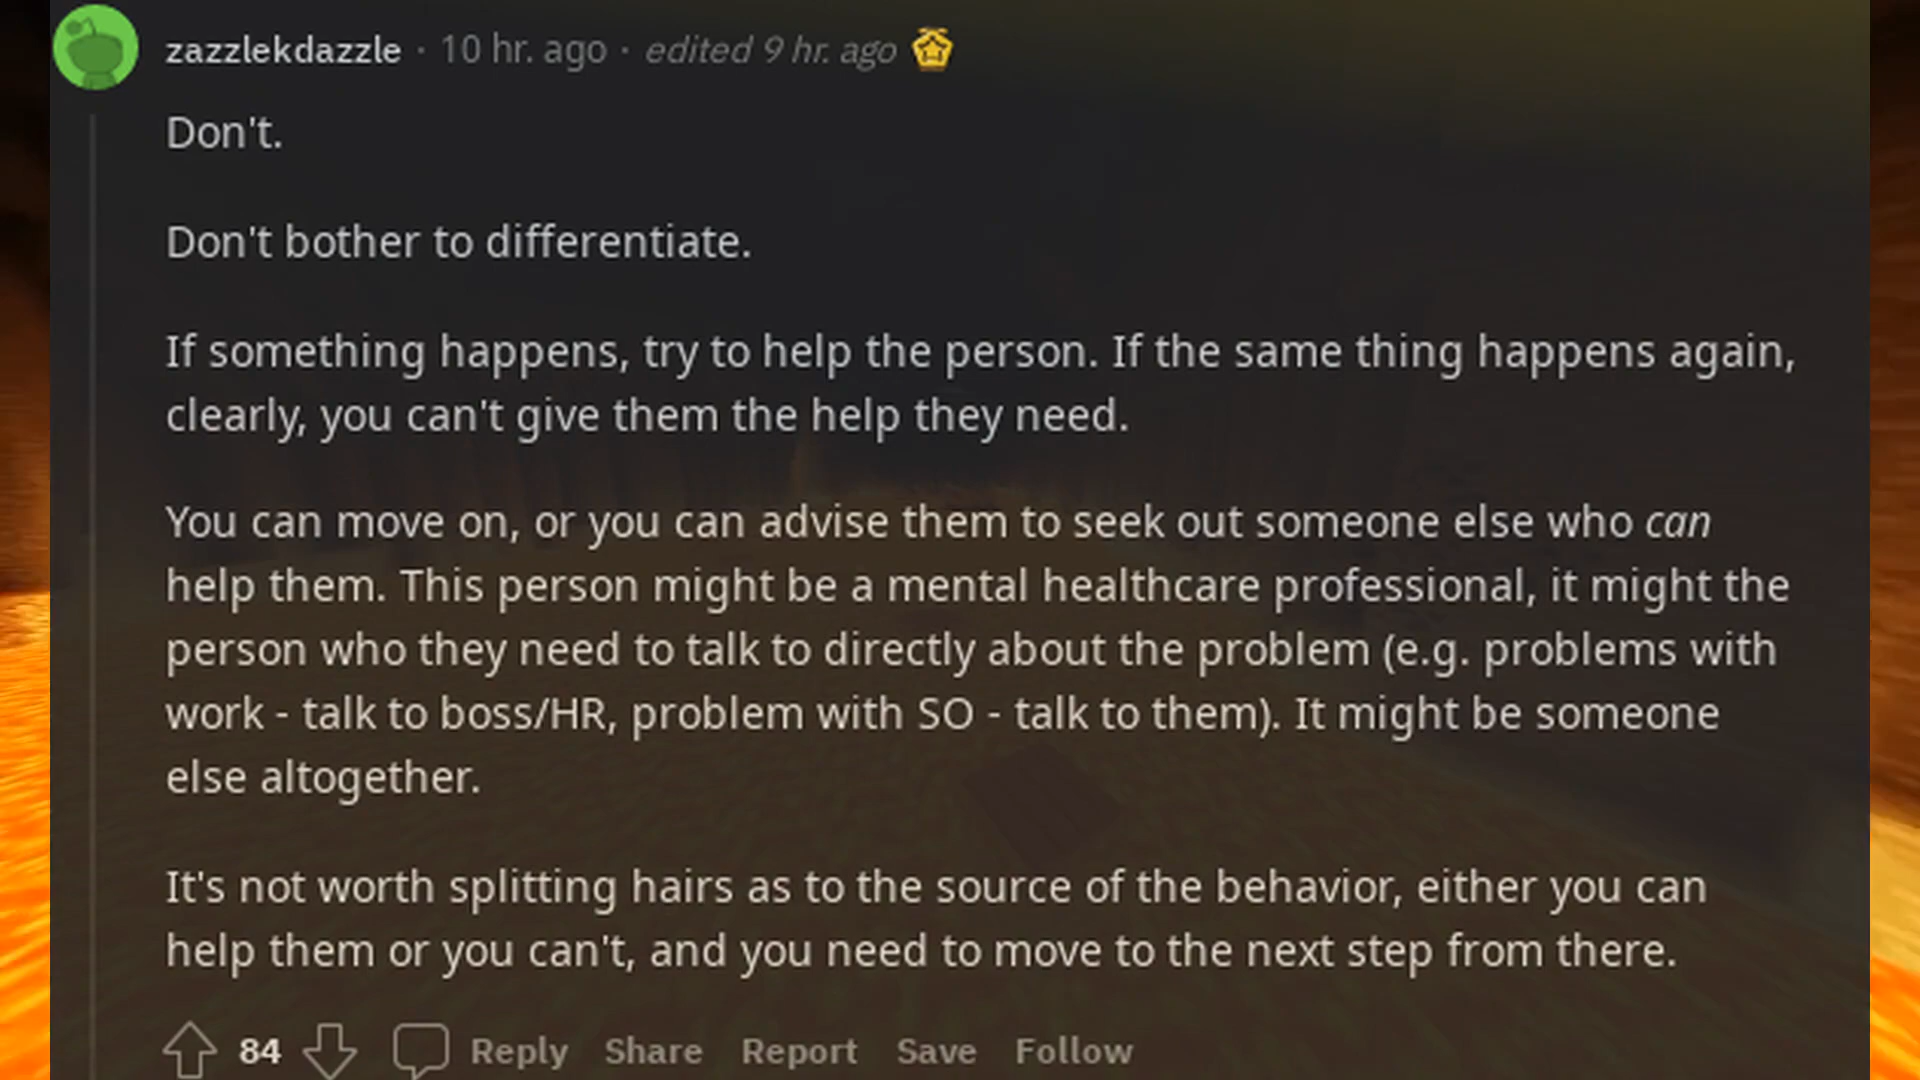 zazzlekdazzle · 10 hr. ago · edited 9 hr. ago
Don't.
Don't bother to differentiate.
If something happens, try to help the person. If the same thing happens again,
clearly, you can't give them the help they need.
You can move on, or you can advise them to seek out someone else who can
help them. This person might be a mental healthcare professional, it might the
person who they need to talk to directly about the problem (e.g. problems with
work - talk to boss/HR, problem with SO - talk to them). It might be someone
else altogether.
It's not worth splitting hairs as to the source of the behavior, either you can
help them or you can't, and you need to move to the next step from there.
84 Reply Share Report Save Follow